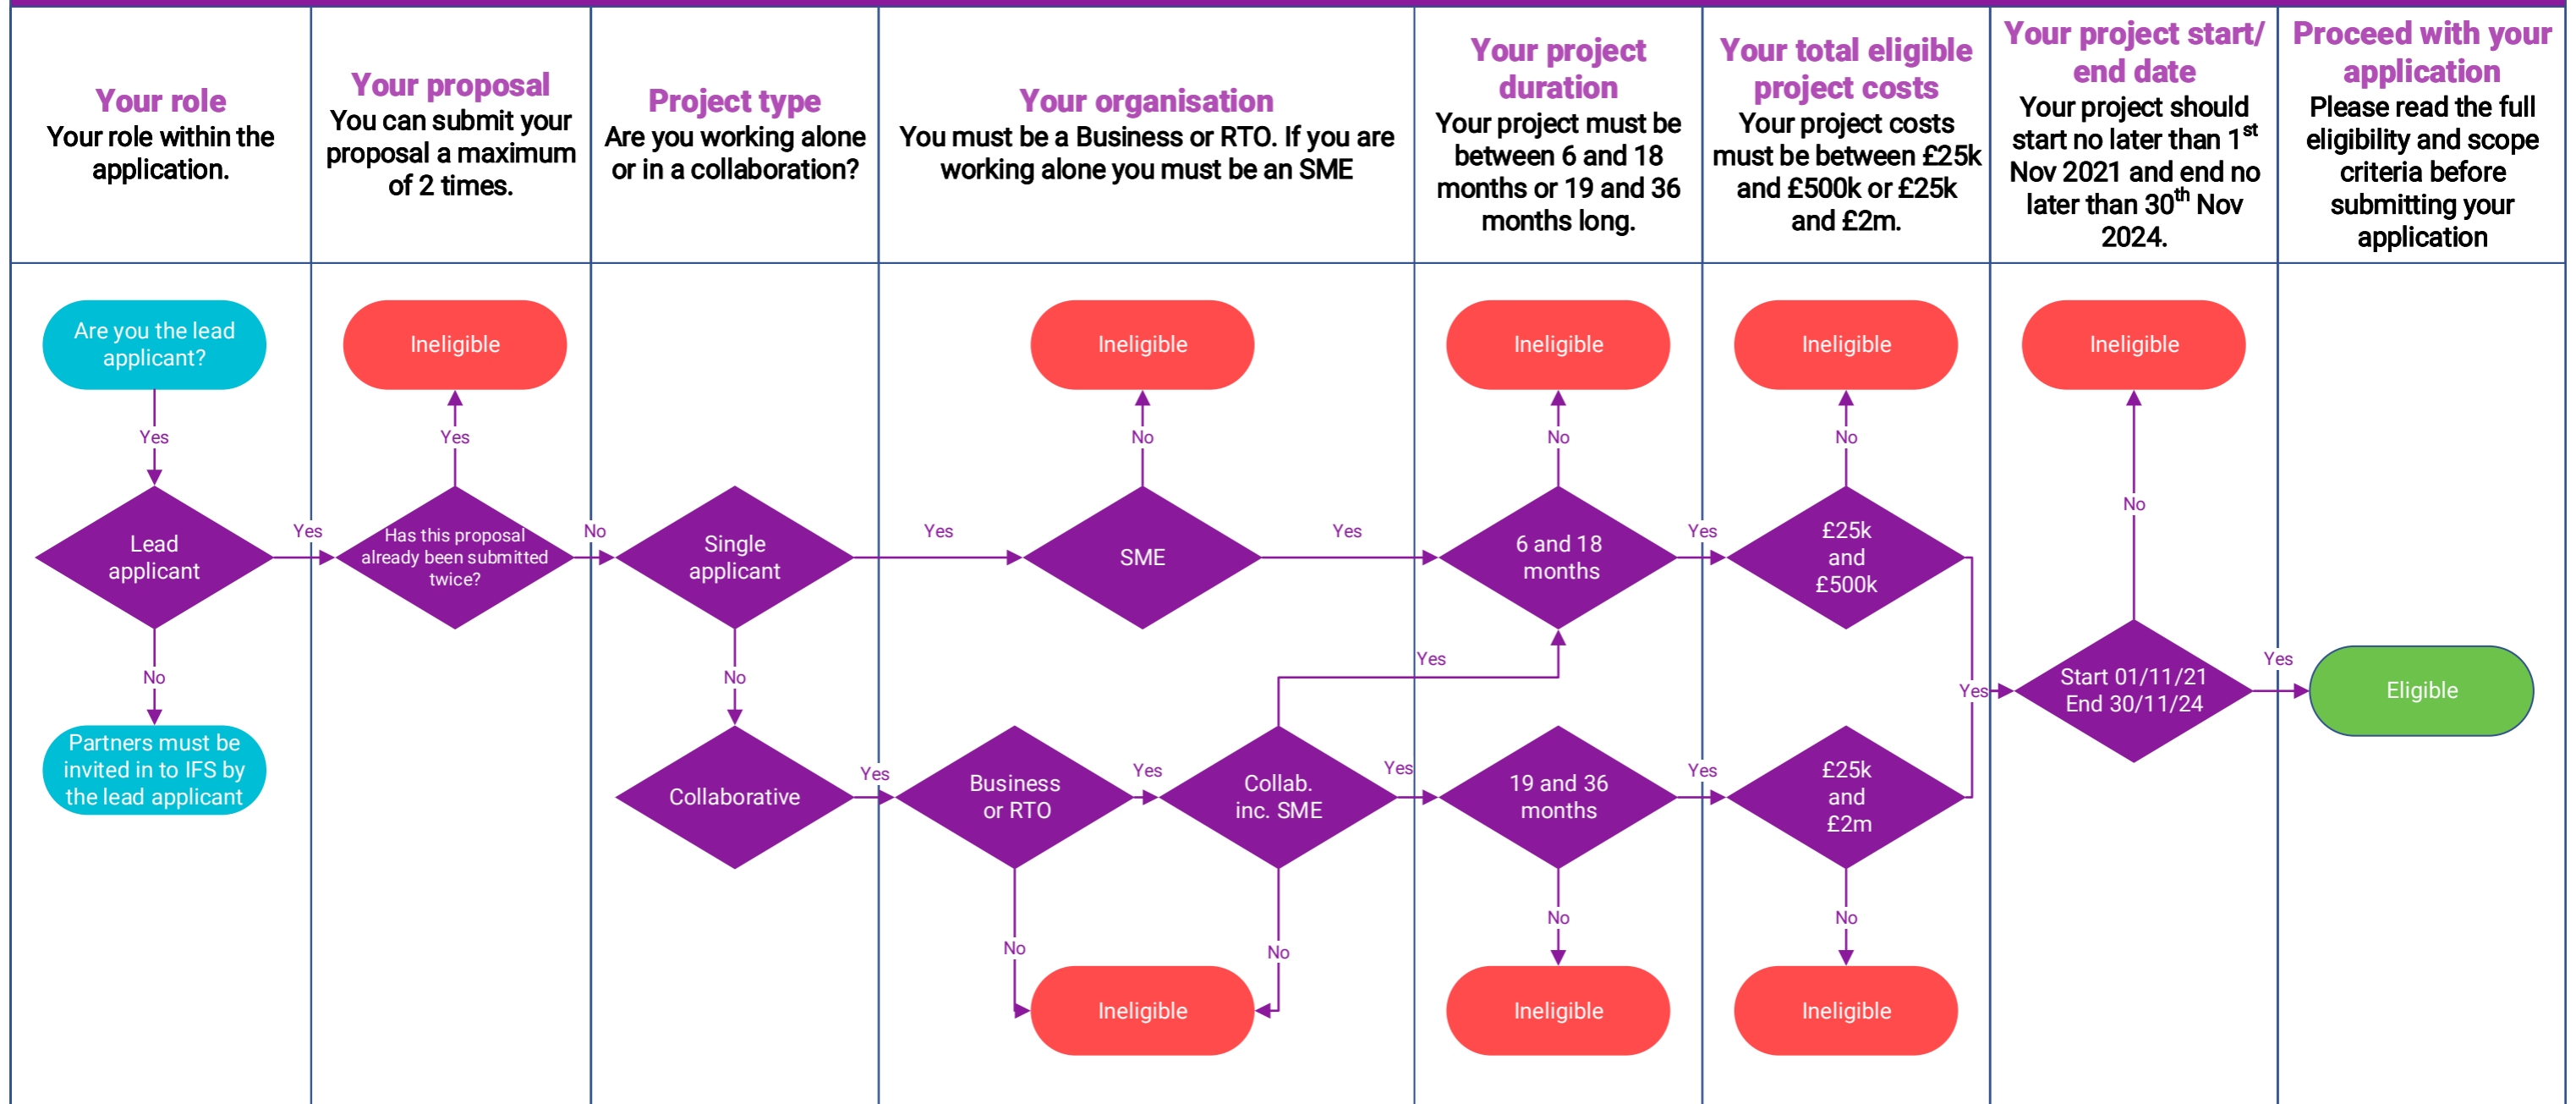 Your role
Your role within the
application.
Your proposal
You can submit your
proposal a maximum
of 2 times.
Project type
Are you working alone
or in a collaboration?
Your organisation
You must be a Business or RTO. If you are
working alone you must be an SME
Your project
duration
Your project must be
between 6 and 18
months or 19 and 36
months long.
Your total eligible
project costs
Your project costs
must be between £25k
and £500k or £25k
and £2m.
Your project start/
end date
Your project should
start no later than 1st
Nov 2021 and end no
later than 30th Nov
2024.
Proceed with your
application
Please read the full
eligibility and scope
criteria before
submitting your
application
Are you the lead
applicant?
Ineligible
Ineligible
Ineligible
Ineligible
Ineligible
Yes
Yes
No
No
No
No
Lead
applicant
Yes
Has this proposal
already been submitted
twice?
No
Single
applicant
Yes
SME
Yes
6 and 18
months
Yes
£25k
and
£500k
No
No
Yes
Partners must be
invited in to IFS by
the lead applicant
Collaborative
Yes
Business
or RTO
Yes
Collab.
inc. SME
Yes
19 and 36
months
Yes
£25k
and
£2m
Yes
Start 01/11/21
End 30/11/24
Yes
Eligible
No
No
No
No
Ineligible
Ineligible
Ineligible